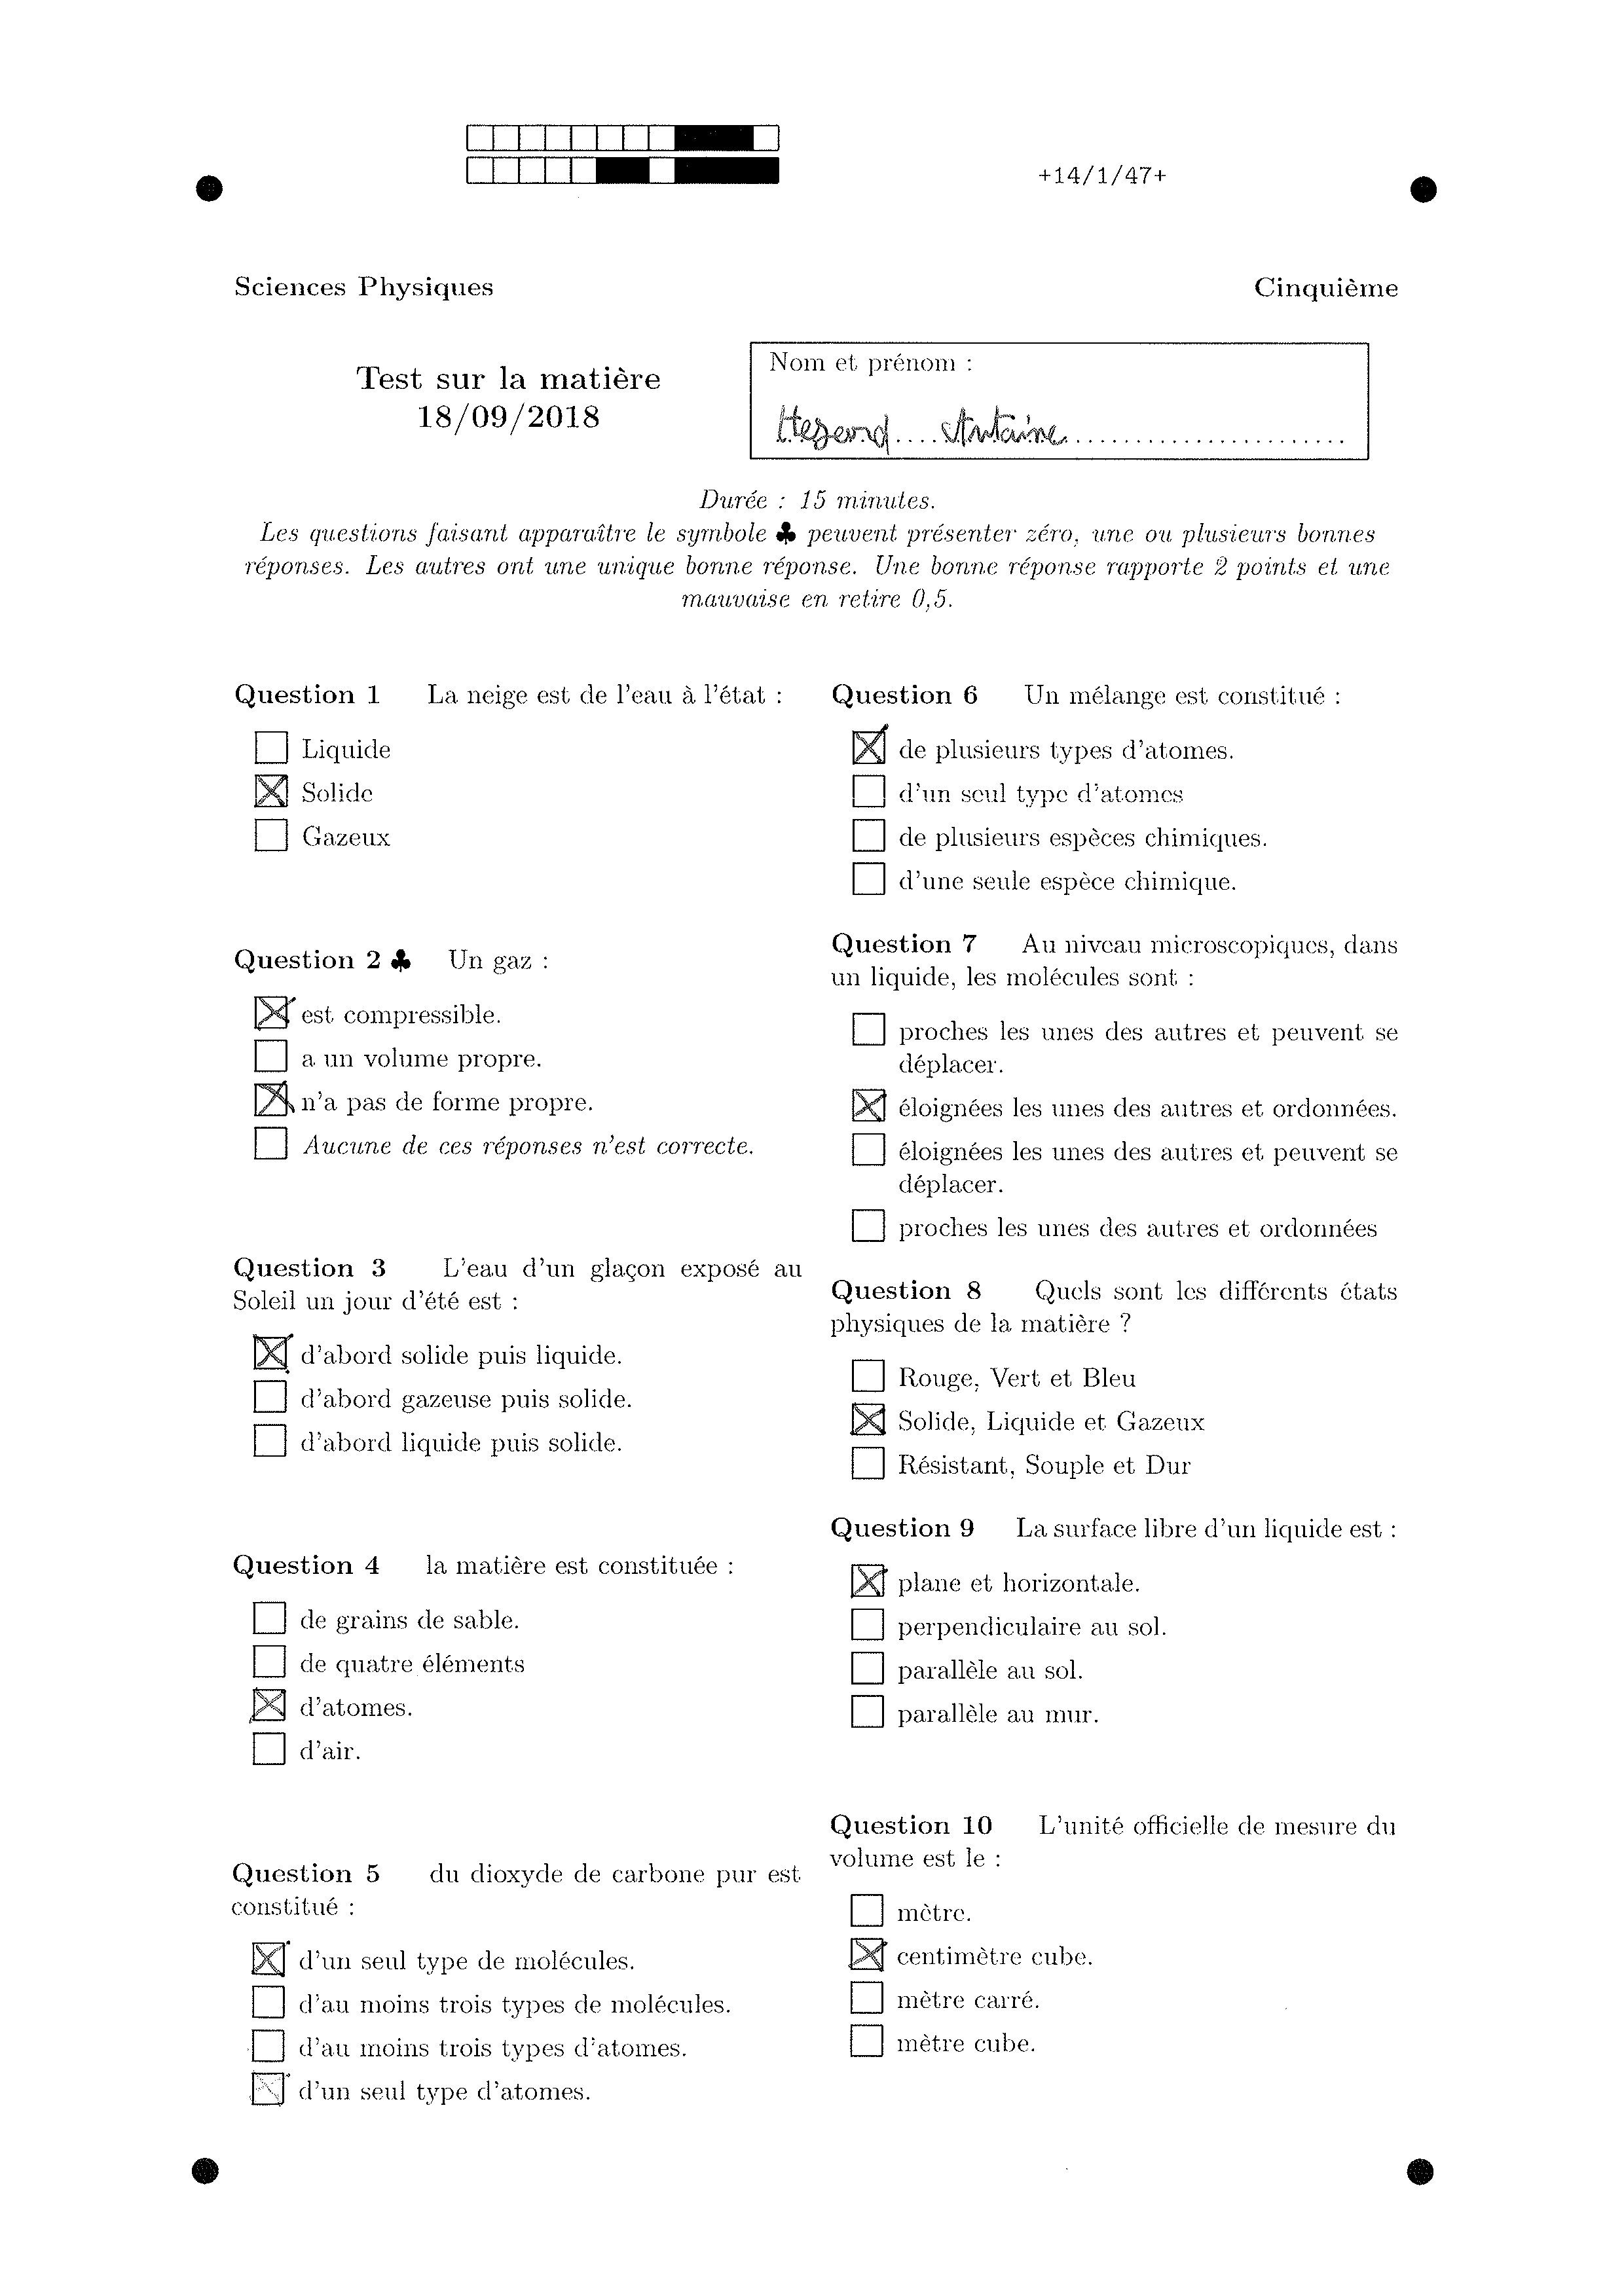 +14/1/47+
Sciences Physiques
Cinquième
Test sur la matière
18/09/2018
Nom et prénom :
Antoine
Durée : 15 minutes.
Les questions faisant apparaître le symbole ♣ peuvent présenter zéro, une ou plusieurs bonnes
réponses. Les autres ont une unique bonne réponse. Une bonne réponse rapporte 2 points et une
mauvaise en retire 0,5.
Question 1 La neige est de l'eau à l'état :
Liquide
Solide
Gazeux
Question 2 ♣ Un gaz :
est compressible.
a un volume propre.
n'a pas de forme propre.
Aucune de ces réponses n'est correcte.
Question 3 L'eau d'un glaçon exposé au
Soleil un jour d'été est :
d'abord solide puis liquide.
d'abord gazeuse puis solide.
d'abord liquide puis solide.
Question 4 la matière est constituée :
de grains de sable.
de quatre éléments
d'atomes.
d'air.
Question 5 du dioxyde de carbone pur est
constitué :
d'un seul type de molécules.
d'au moins trois types de molécules.
d'au moins trois types d'atomes.
d'un seul type d'atomes.
Question 6 Un mélange est constitué :
de plusieurs types d'atomes.
d'un seul type d'atomes
de plusieurs espèces chimiques.
d'une seule espèce chimique.
Question 7 Au niveau microscopiques, dans
un liquide, les molécules sont :
proches les unes des autres et peuvent se
déplacer.
éloignées les unes des autres et ordonnées.
éloignées les unes des autres et peuvent se
déplacer.
proches les unes des autres et ordonnées
Question 8 Quels sont les différents états
physiques de la matière ?
Rouge, Vert et Bleu
Solide, Liquide et Gazeux
Résistant, Souple et Dur
Question 9 La surface libre d'un liquide est :
plane et horizontale.
perpendiculaire au sol.
parallèle au sol.
parallèle au mur.
Question 10 L'unité officielle de mesure du
volume est le :
mètre.
centimètre cube.
mètre carré.
mètre cube.